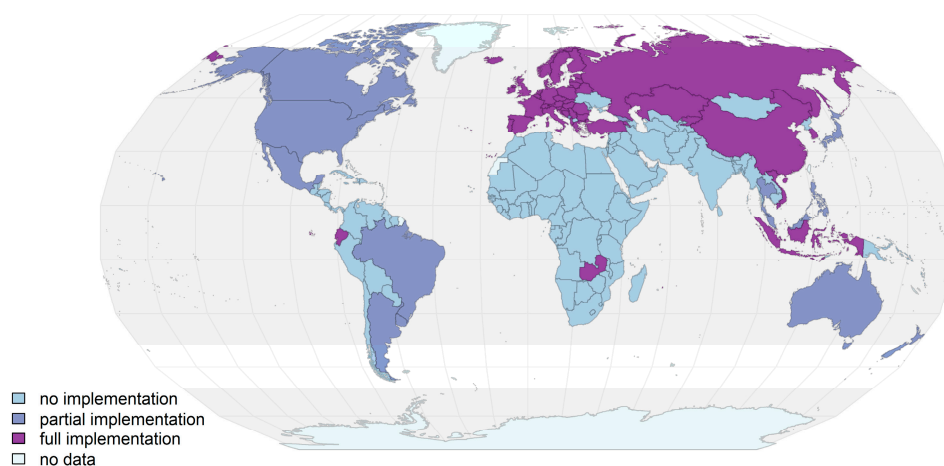 no implementation
partial implementation
full implementation
no data